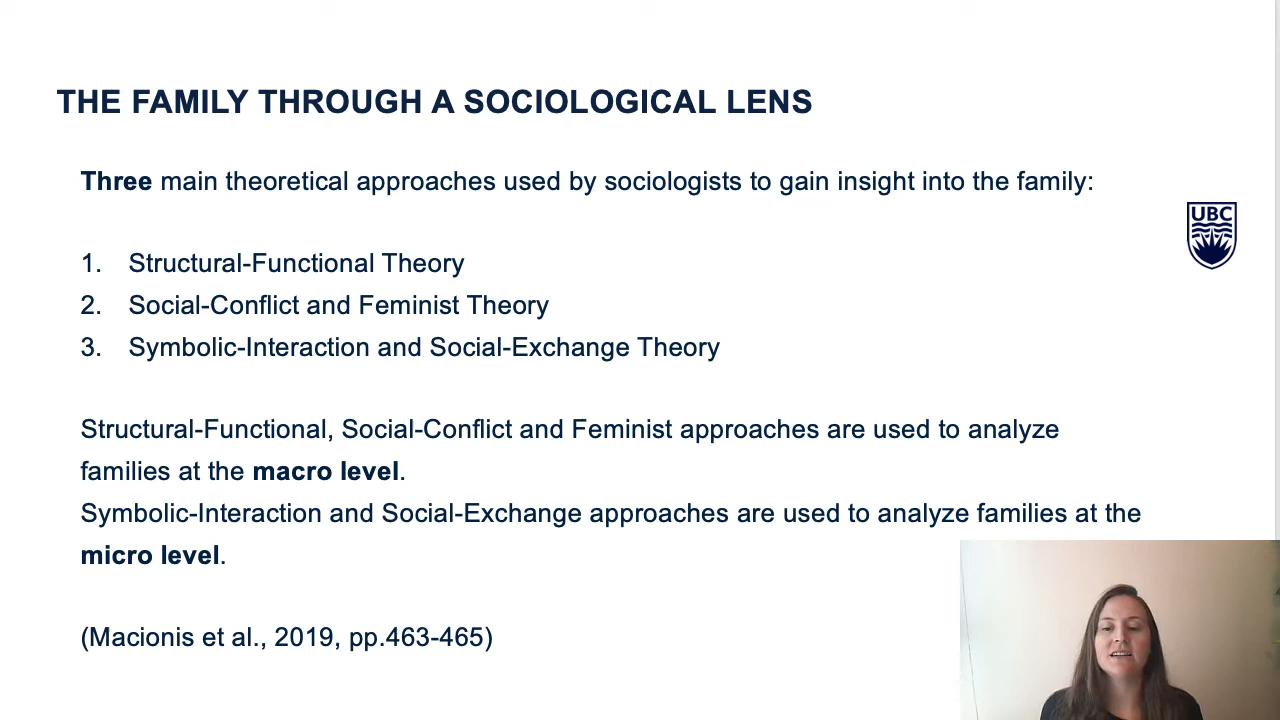 THE FAMILY THROUGH A SOCIOLOGICAL LENS
Three main theoretical approaches used by sociologists to gain insight into the family:
UBC
1. Structural-Functional Theory
2. Social-Conflict and Feminist Theory
3. Symbolic-Interaction and Social-Exchange Theory
Structural-Functional, Social-Conflict and Feminist approaches are used to analyze
families at the macro level.
Symbolic-Interaction and Social-Exchange approaches are used to analyze families at the
micro level.
(Macionis et al., 2019, pp.463-465)